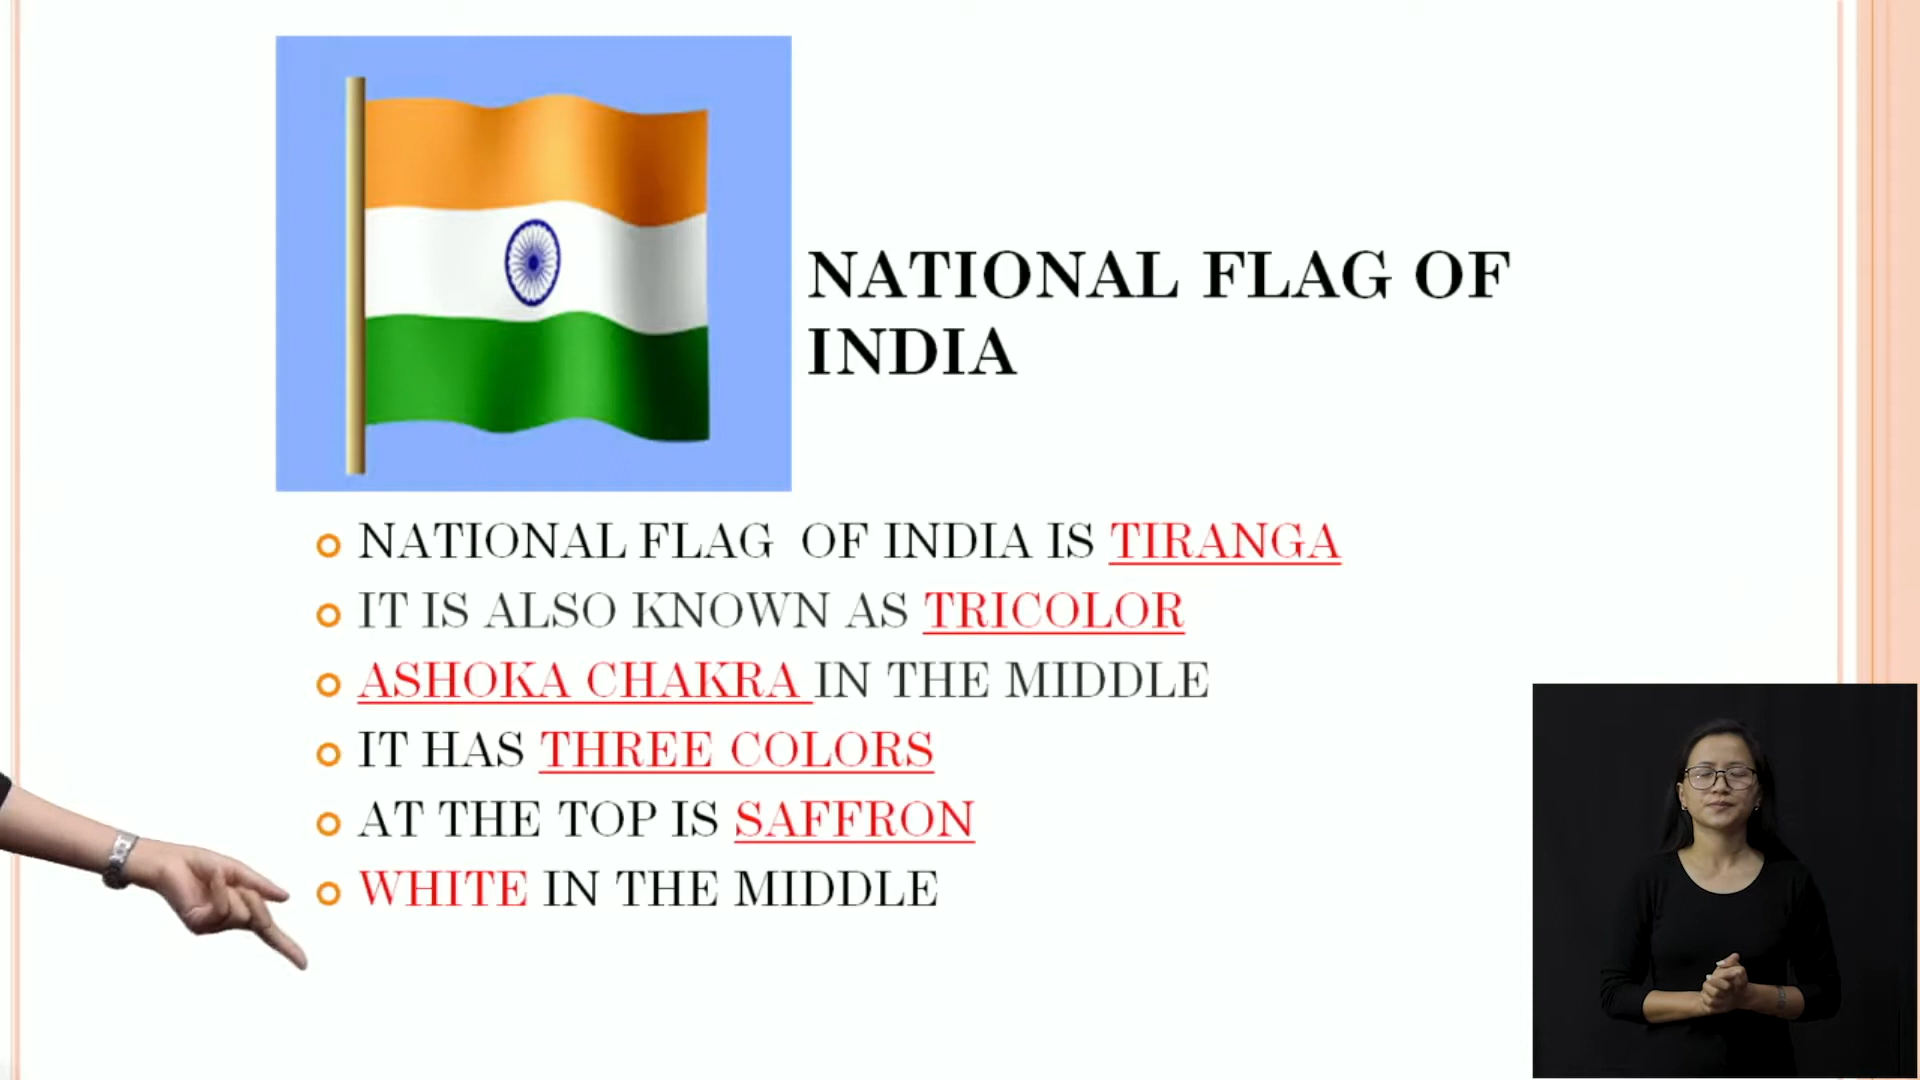 NATIONAL FLAG OF
INDIA
NATIONAL FLAG OF INDIA IS TIRANGA
IT IS ALSO KNOWN AS TRICOLOR
ASHOKA CHAKRA IN THE MIDDLE
IT HAS THREE COLORS
AT THE TOP IS SAFFRON
WHITE IN THE MIDDLE